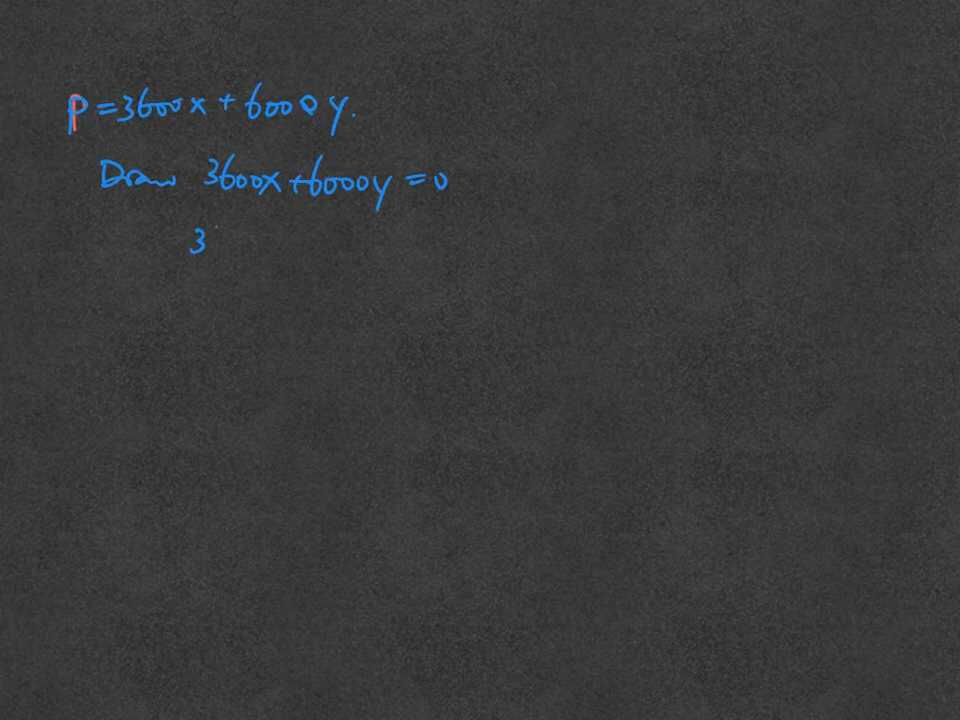 P = 3600x + 6000y.
Draw 3600x + 6000y = 0
3